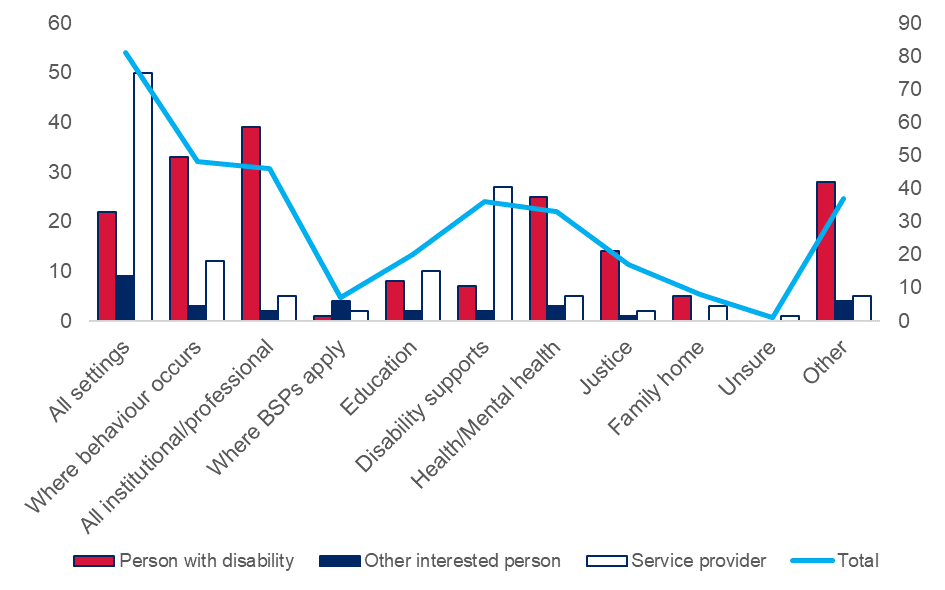 60
50
40
30
20
10
0
90
80
70
60
50
40
30
20
10
0
All settings
Where behaviour occurs
All institutional/professional
Where BSPs apply
Education
Disability supports
Health/Mental health
Justice
Family home
Unsure
Other
Person with disability
Other interested person
Service provider
Total